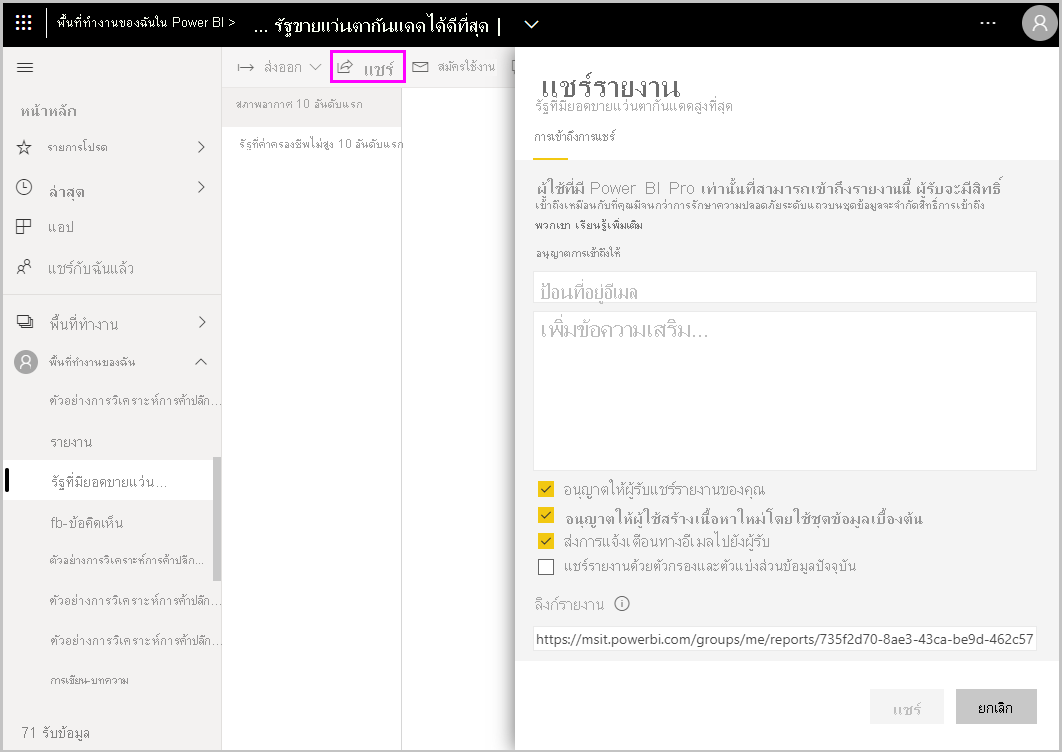 พื้นที่ทำงานของฉันใน Power BI >
... รัฐขายแว่นตากันแดดได้ดีที่สุด |
หน้าหลัก
รายการโปรด
ล่าสุด
แอป
แชร์กับฉันแล้ว
พื้นที่ทำงาน
พื้นที่ทำงานของฉัน
ตัวอย่างการวิเคราะห์การค้าปลีก...
รายงาน
รัฐที่มียอดขายแว่น...
fb-ข้อคิดเห็น
ตัวอย่างการวิเคราะห์การค้าปลีก...
ตัวอย่างการวิเคราะห์การค้าปลีก...
ตัวอย่างการวิเคราะห์การค้าปลีก...
การเขียน-บทความ
71 รับข้อมูล
ส่งออก
แชร์
สมัครใช้งาน
สภาพอากาศ 10 อันดับแรก
รัฐที่ค่าครองชีพไม่สูง 10 อันดับแรก
แชร์รายงาน
รัฐที่มียอดขายแว่นตากันแดดสูงที่สุด
การเข้าถึงการแชร์
ผู้ใช้ที่มี Power BI Pro เท่านั้นที่สามารถเข้าถึงรายงานนี้ ผู้รับจะมีสิทธิ์
เข้าถึงเหมือนกับที่คุณมีจนกว่าการรักษาความปลอดภัยระดับแถวบนชุดข้อมูลจะจำกัดสิทธิ์การเข้าถึง
พวกเขา เรียนรู้เพิ่มเติม
อนุญาตการเข้าถึงให้
ป้อนที่อยู่อีเมล
เพิ่มข้อความเสริม...
อนุญาตให้ผู้รับแชร์รายงานของคุณ
อนุญาตให้ผู้ใช้สร้างเนื้อหาใหม่โดยใช้ชุดข้อมูลเบื้องต้น
ส่งการแจ้งเตือนทางอีเมลไปยังผู้รับ
แชร์รายงานด้วยตัวกรองและตัวแบ่งส่วนข้อมูลปัจจุบัน
ลิงก์รายงาน
https://msit.powerbi.com/groups/me/reports/735f2d70-8ae3-43ca-be9d-462c57
แชร์
ยกเลิก